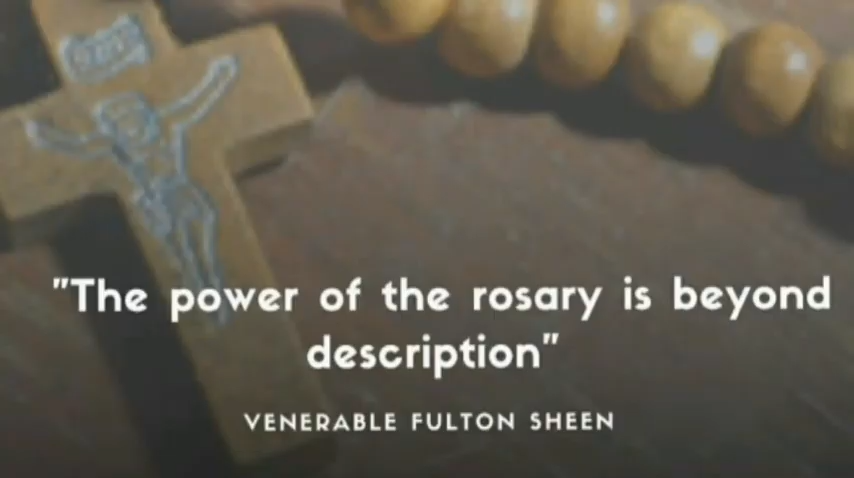 "The power of the rosary is beyond
description"
VENERABLE FULTON SHEEN